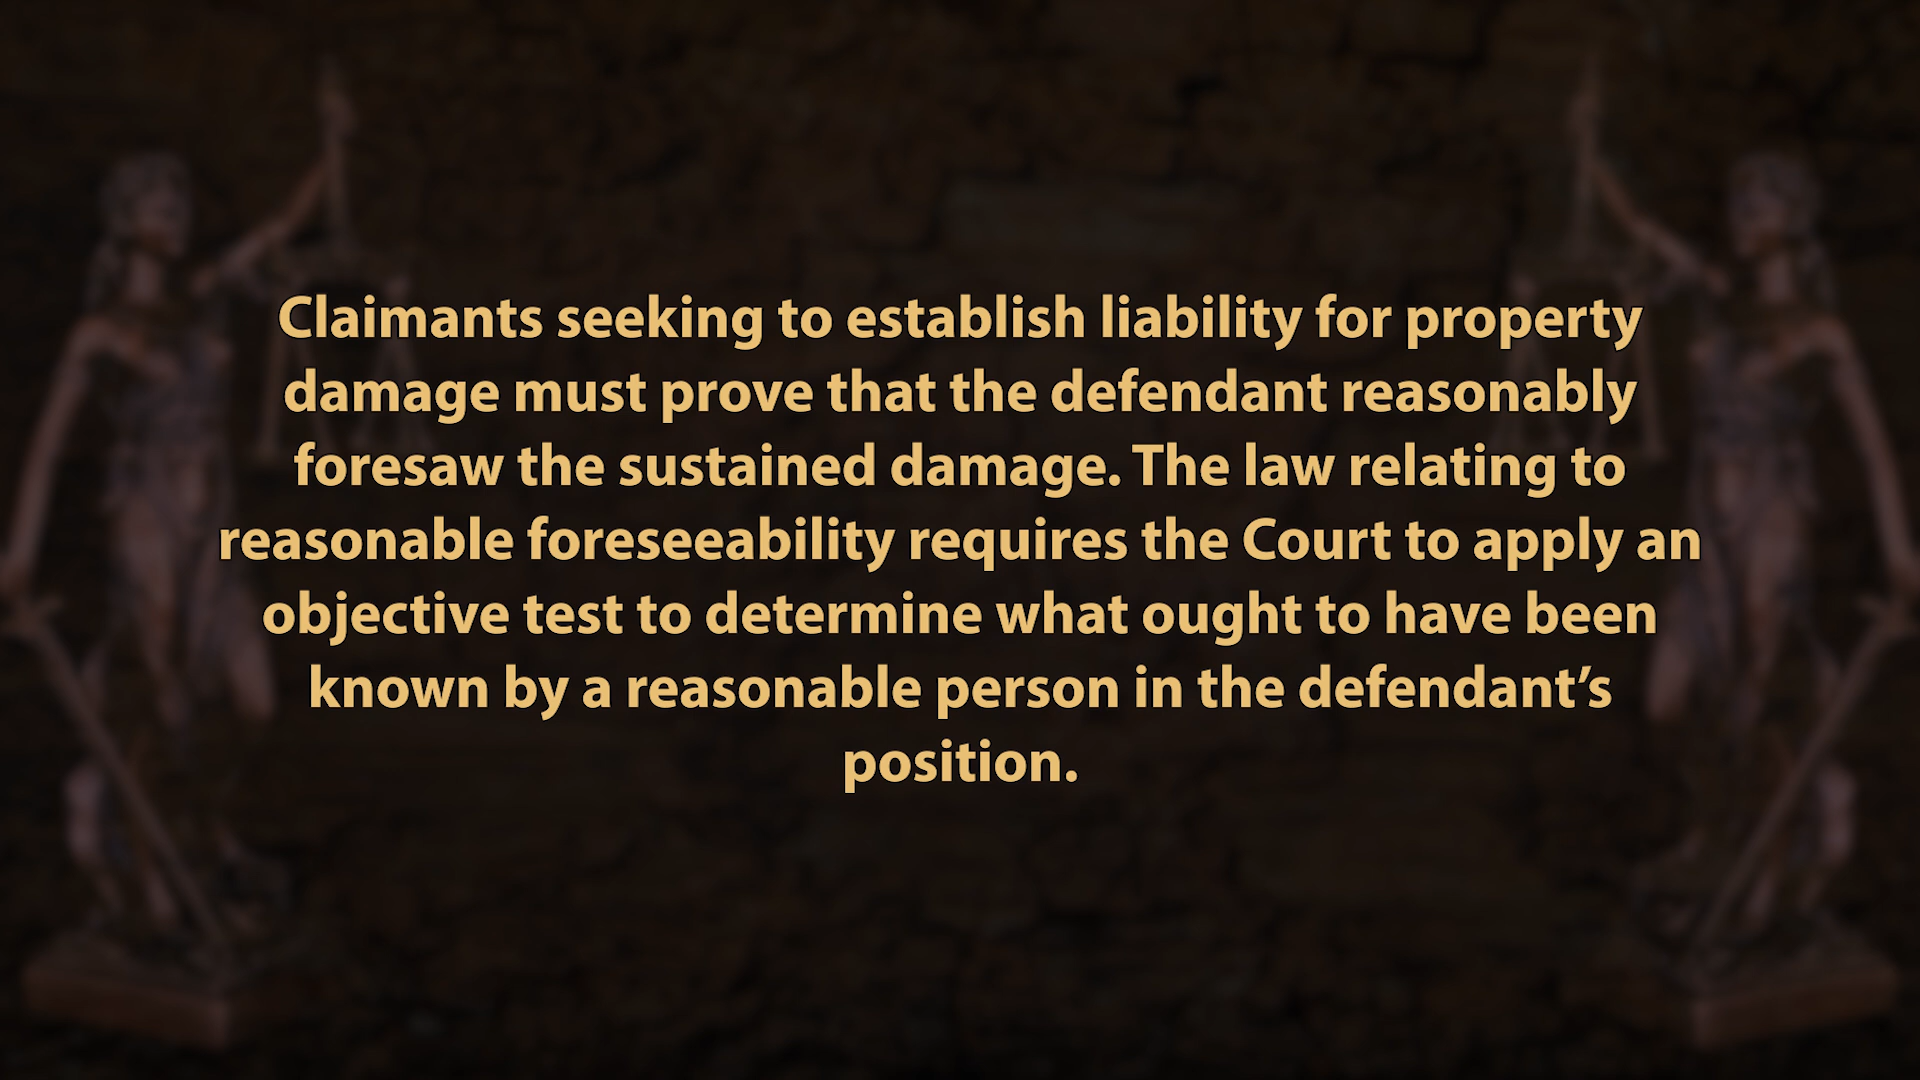 Claimants seeking to establish liability for property
damage must prove that the defendant reasonably
foresaw the sustained damage. The law relating to
reasonable foreseeability requires the Court to apply an
objective test to determine what ought to have been
known by a reasonable person in the defendant’s
position.